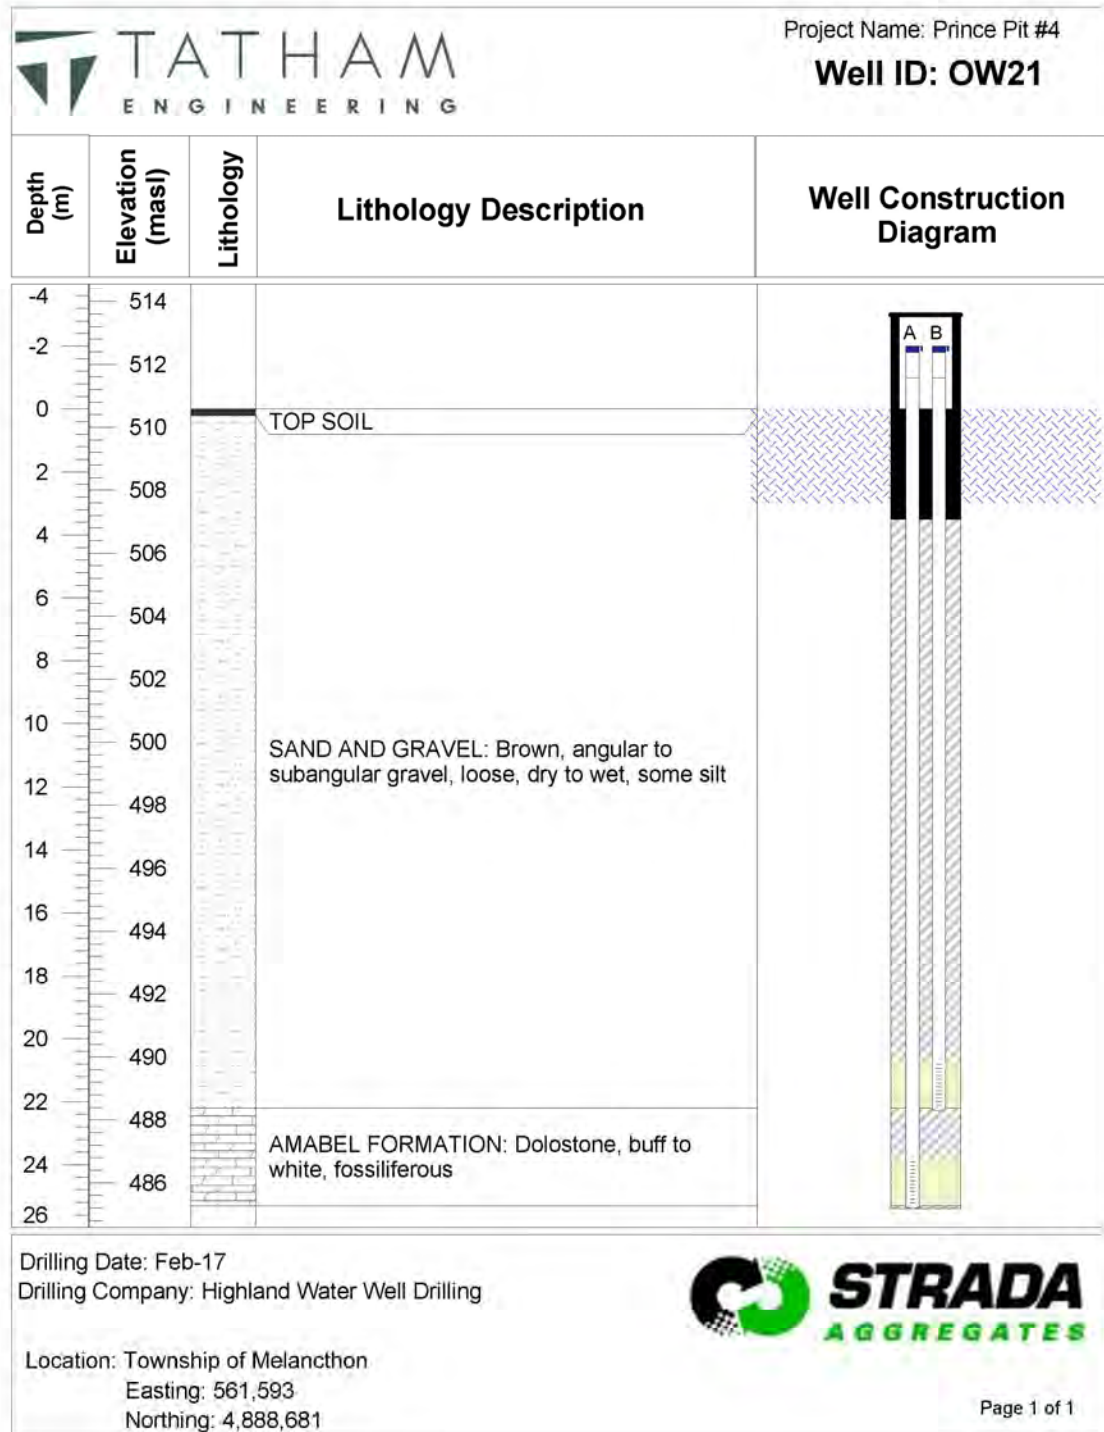 TATHAM
ENGINEERING
Project Name: Prince Pit #4
Well ID: OW21
Depth
(m)
Elevation
(masl)
Lithology
Lithology Description
Well Construction
Diagram
-4
514
A B
-2
512
0
510
TOP SOIL
2
508
4
506
6
504
8
502
10
500
SAND AND GRAVEL: Brown, angular to
subangular gravel, loose, dry to wet, some silt
12
498
14
496
16
494
18
492
20
490
22
488
AMABEL FORMATION: Dolostone, buff to
white, fossiliferous
24
486
26
Drilling Date: Feb-17
Drilling Company: Highland Water Well Drilling
STRADA
AGGREGATES
Location: Township of Melancthon
Easting: 561,593
Northing: 4,888,681
Page 1 of 1